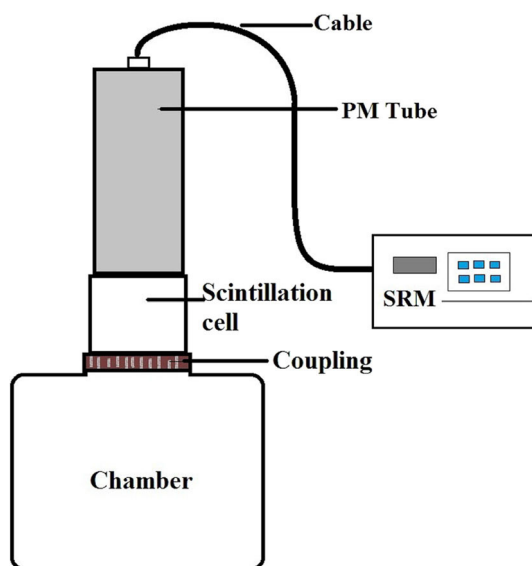 Cable
PM Tube
Scintillation
cell
SRM
Coupling
Chamber